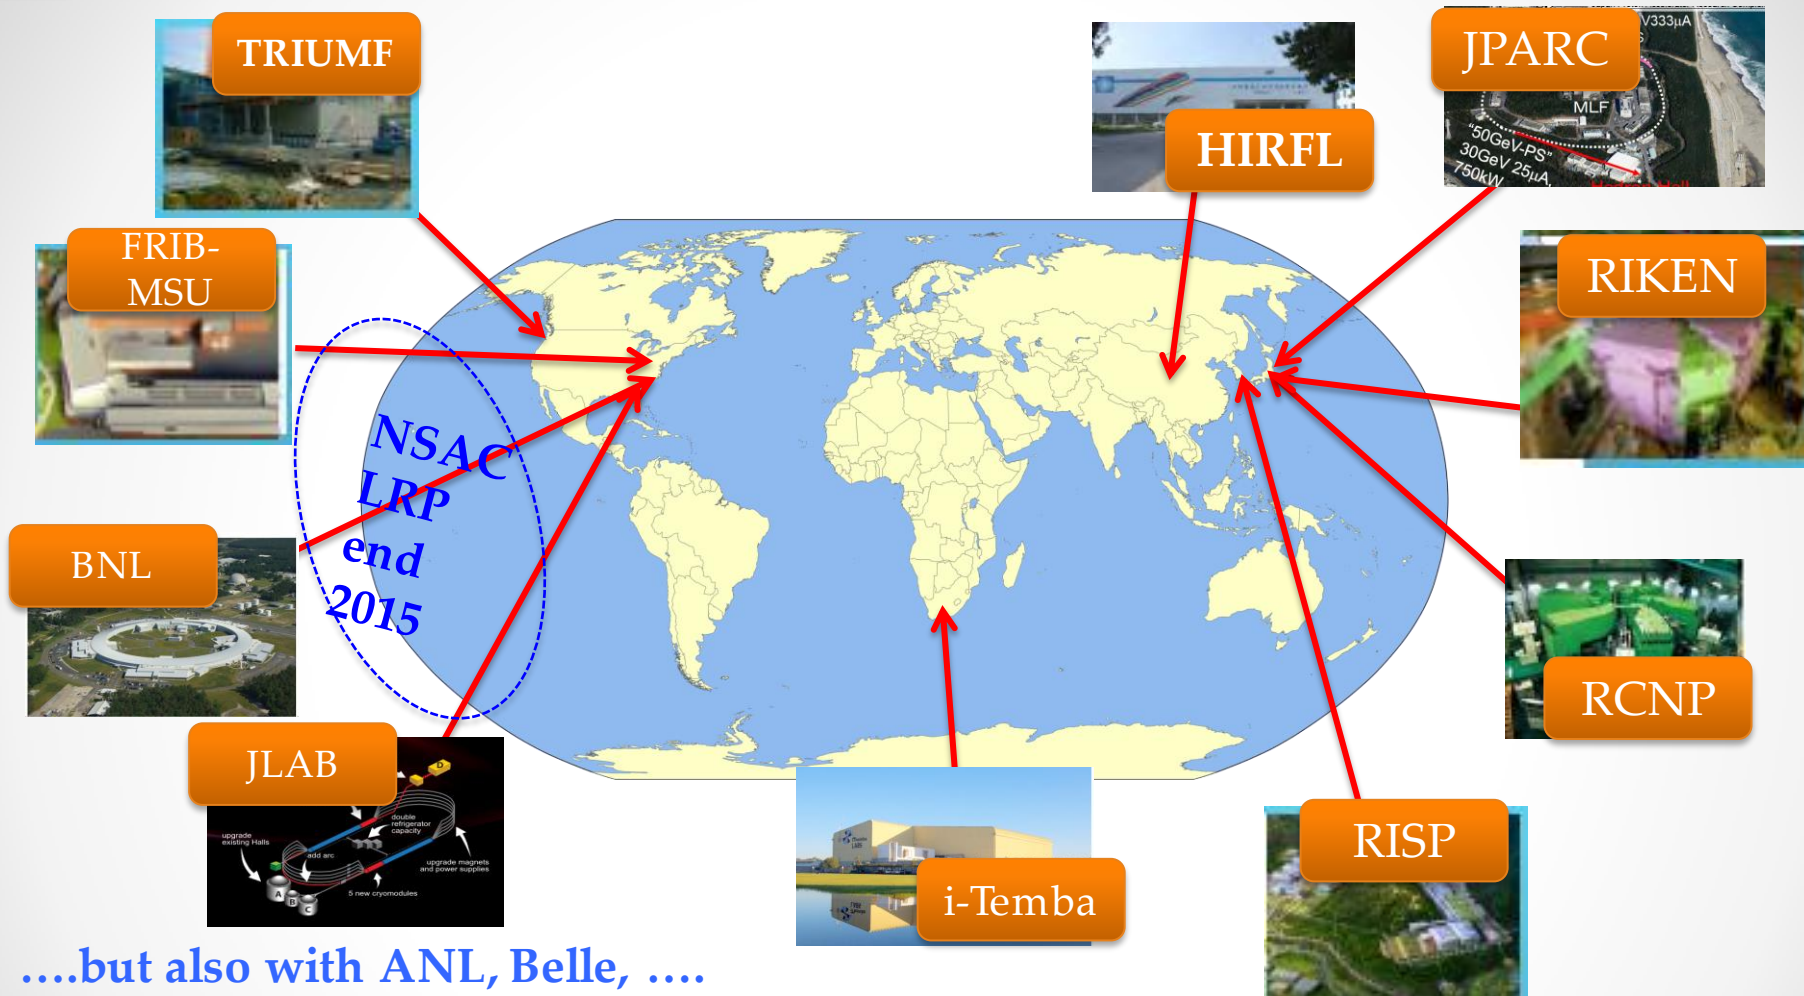 TRIUMF
HIRFL
JPARC
V333µA
MLF
"50GeV-PS"
30GeV 25µA,
750kW
FRIB-
MSU
RIKEN
NSAC
LRP
end
2015
BNL
RCNP
JLAB
D
double
refrigerator
capacity
upgrade
existing Halls
add arc
upgrade magnets
and power supplies
5 new cryomodules
A
B
C
i-Temba
RISP
….but also with ANL, Belle, ….